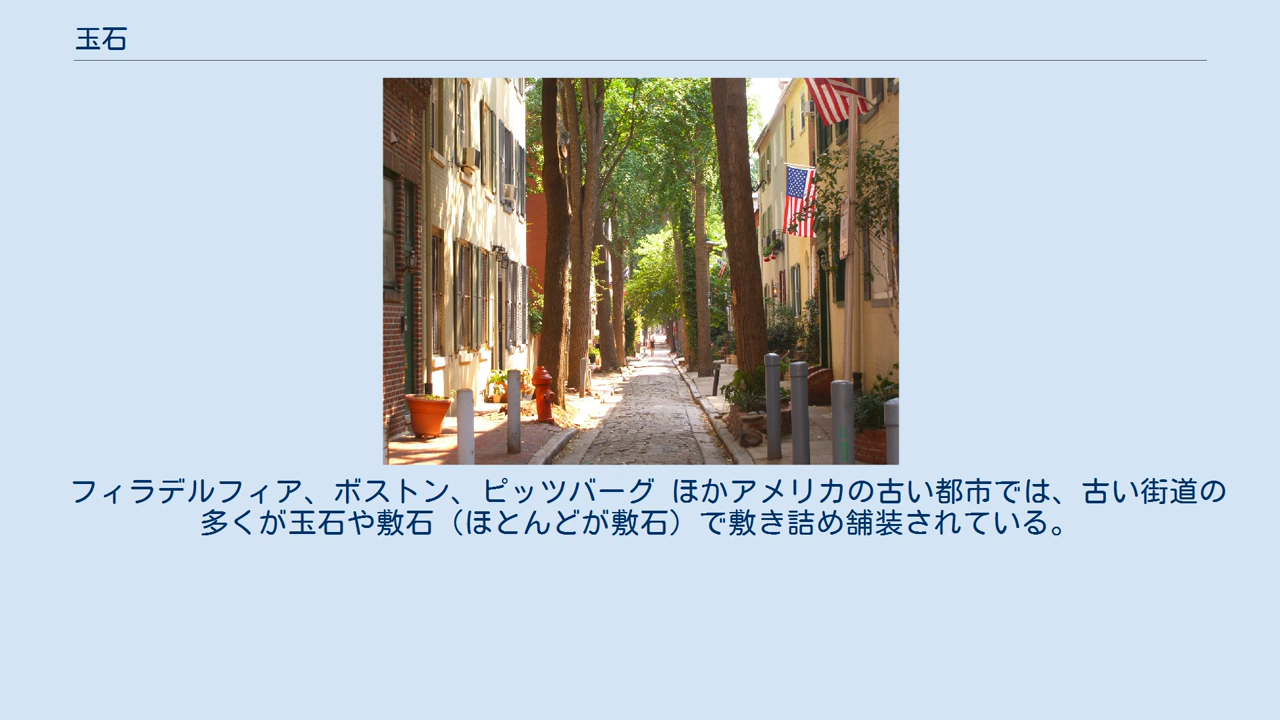 玉石
フィラデルフィア、ボストン、ピッツバーグ ほかアメリカの古い都市では、古い街道の
多くが玉石や敷石（ほとんどが敷石）で敷き詰め舗装されている。